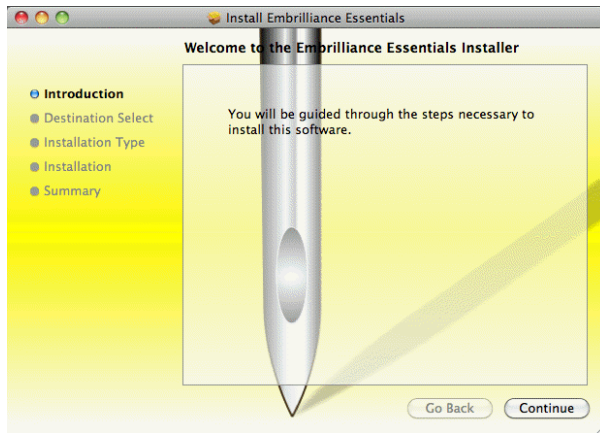 Install Embrilliance Essentials
Welcome to the Embrilliance Essentials Installer
Introduction
Destination Select
Installation Type
Installation
Summary
You will be guided through the steps necessary to
install this software.
Go Back
Continue